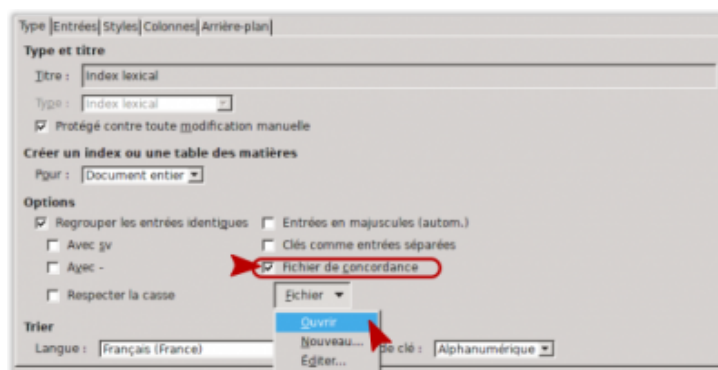 Type Entrées Styles Colonnes Arrière-plan
Type et titre
Titre : Index lexical
Type : Index lexical
Protégé contre toute modification manuelle
Créer un index ou une table des matières
Pour : Document entier
Options
Regrouper les entrées identiques Entrées en majuscules (autom.)
Avec sv Clés comme entrées séparées
Avec - Fichier de concordance
Respecter la casse Fichier
Ouvrir
Trier
Nouveau...
Langue : Français (France) de clé : Alphanumérique
Éditer...